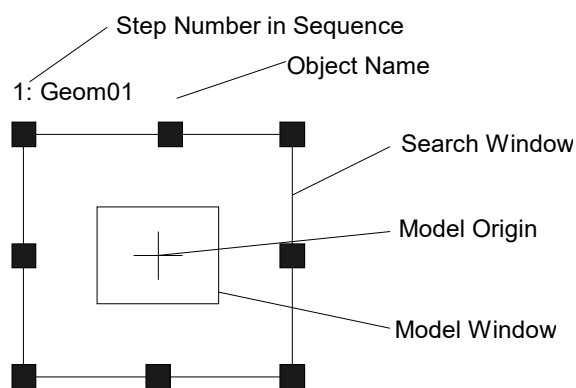 Step Number in Sequence
Object Name
1: Geom01
Search Window
Model Origin
Model Window